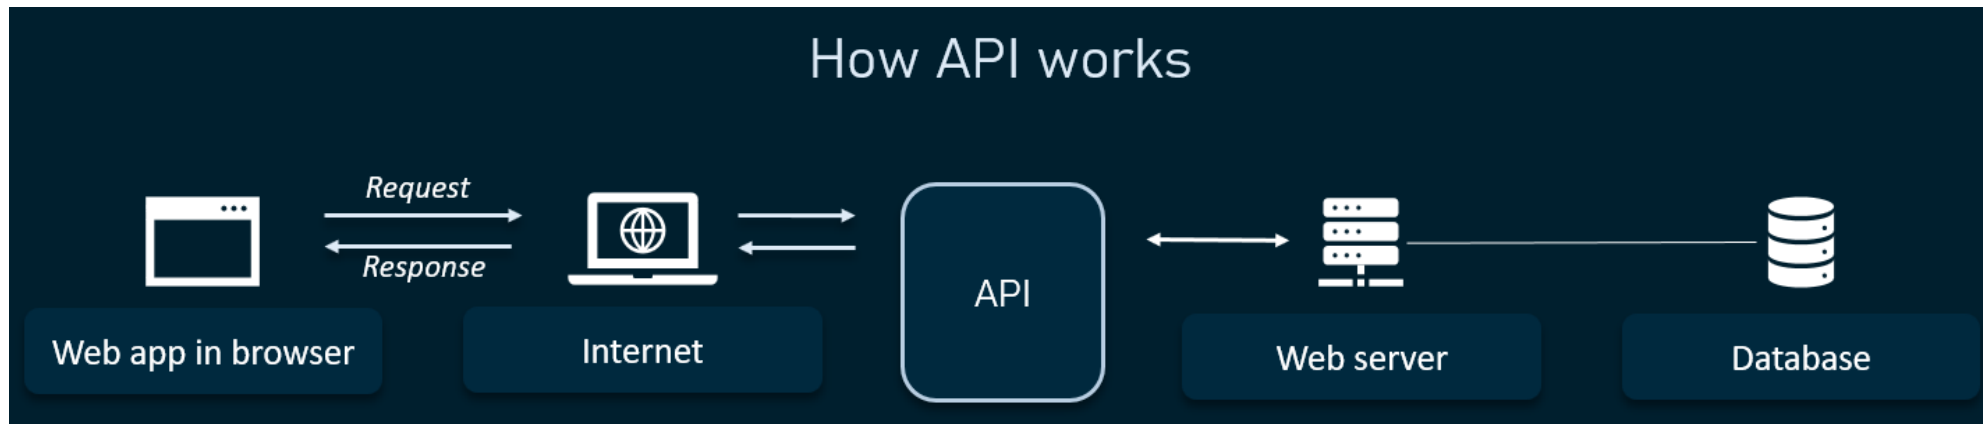 How API works
Request
Response
API
Web app in browser
Internet
Web server
Database